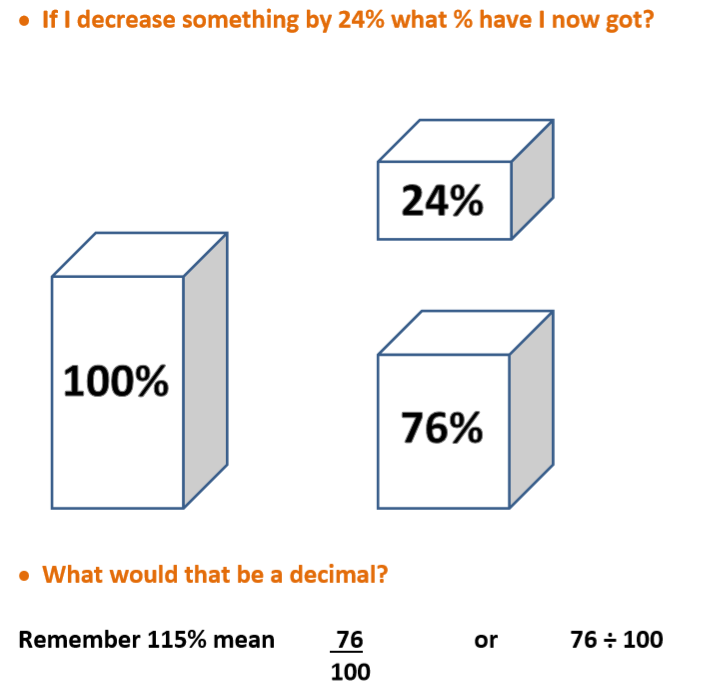 • If I decrease something by 24% what % have I now got?
24%
100%
76%
• What would that be a decimal?
Remember 115% mean 76 or 76 ÷ 100
100